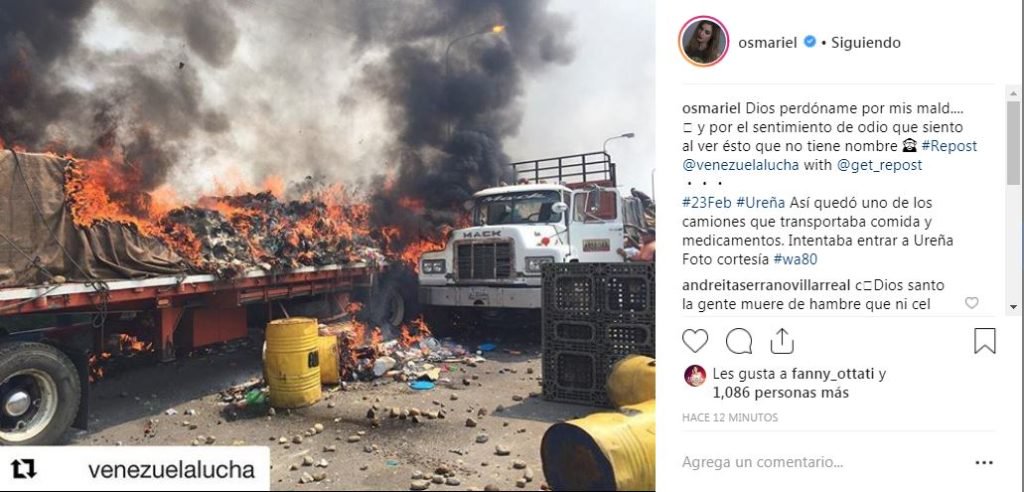 osmariel • Siguiendo
osmariel Dios perdóname por mis mald....
y por el sentimiento de odio que siento
al ver ésto que no tiene nombre #Repost
@venezuelalucha with @get_repost
・・・
#23Feb #Ureña Así quedó uno de los
camiones que transportaba comida y
medicamentos. Intentaba entrar a Ureña
Foto cortesía #wa80
andreitaserranovillarreal c□Dios santo
la gente muere de hambre que ni cel
Les gusta a fanny_ottati y
1,086 personas más
HACE 12 MINUTOS
Agrega un comentario...
MACK
venezuelalucha